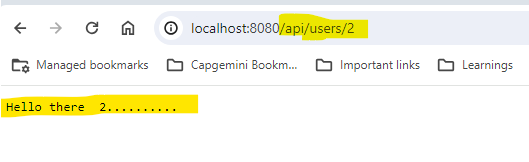 localhost:8080/api/users/2
Managed bookmarks Capgemini Bookm... Important links Learnings
Hello there 2..........